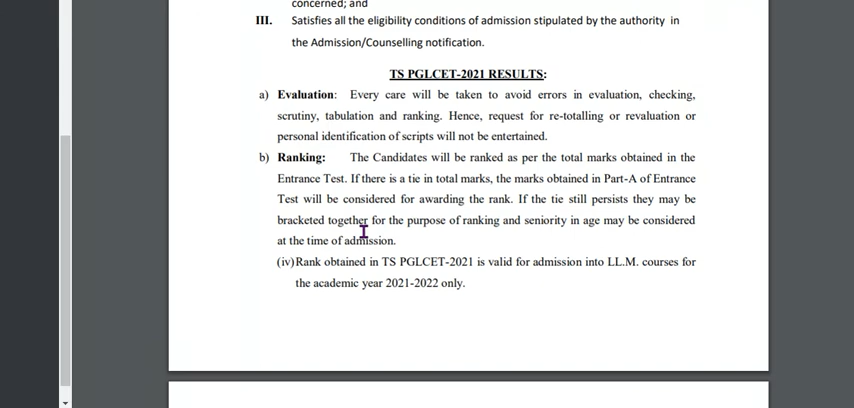 concerned; and
III. Satisfies all the eligibility conditions of admission stipulated by the authority in
the Admission/Counselling notification.
TS PGLCET-2021 RESULTS:
a) Evaluation: Every care will be taken to avoid errors in evaluation, checking,
scrutiny, tabulation and ranking. Hence, request for re-totalling or revaluation or
personal identification of scripts will not be entertained.
b) Ranking: The Candidates will be ranked as per the total marks obtained in the
Entrance Test. If there is a tie in total marks, the marks obtained in Part-A of Entrance
Test will be considered for awarding the rank. If the tie still persists they may be
bracketed together for the purpose of ranking and seniority in age may be considered
at the time of admission.
(iv)Rank obtained in TS PGLCET-2021 is valid for admission into LL.M. courses for
the academic year 2021-2022 only.